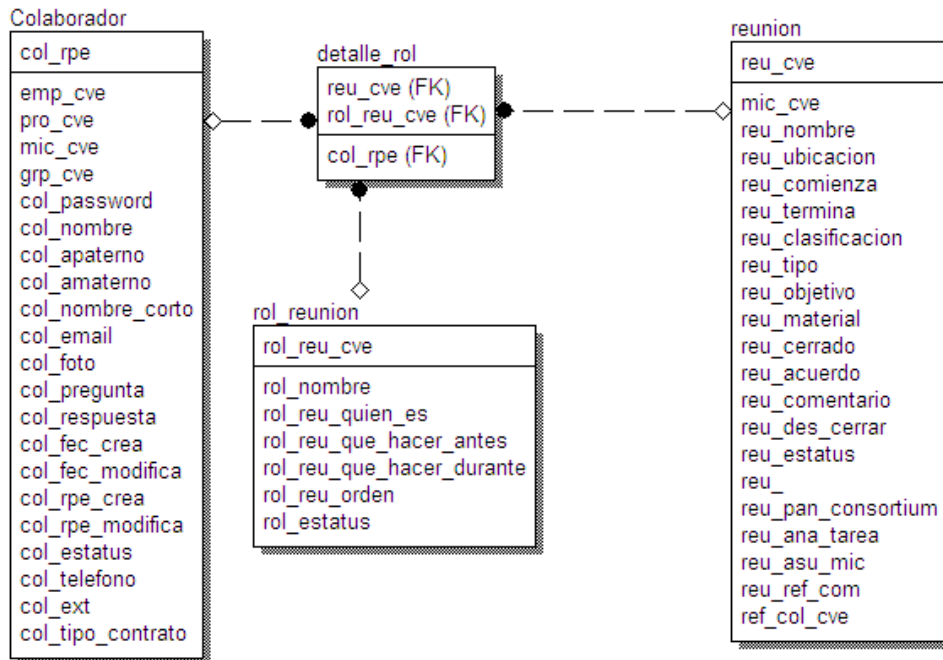 Colaborador
col_rpe
emp_cve
pro_cve
mic_cve
grp_cve
col_password
col_nombre
col_apaterno
col_amaterno
col_nombre_corto
col_email
col_foto
col_pregunta
col_respuesta
col_fec_crea
col_fec_modifica
col_rpe_crea
col_rpe_modifica
col_estatus
col_telefono
col_ext
col_tipo_contrato
detalle_rol
reu_cve (FK)
rol_reu_cve (FK)
col_rpe (FK)
rol_reunion
rol_reu_cve
rol_nombre
rol_reu_quien_es
rol_reu_que_hacer_antes
rol_reu_que_hacer_durante
rol_reu_orden
rol_estatus
reunion
reu_cve
mic_cve
reu_nombre
reu_ubicacion
reu_comienza
reu_termina
reu_clasificacion
reu_tipo
reu_objetivo
reu_material
reu_cerrado
reu_acuerdo
reu_comentario
reu_des_cerrar
reu_estatus
reu_
reu_pan_consortium
reu_ana_tarea
reu_asu_mic
reu_ref_com
ref_col_cve